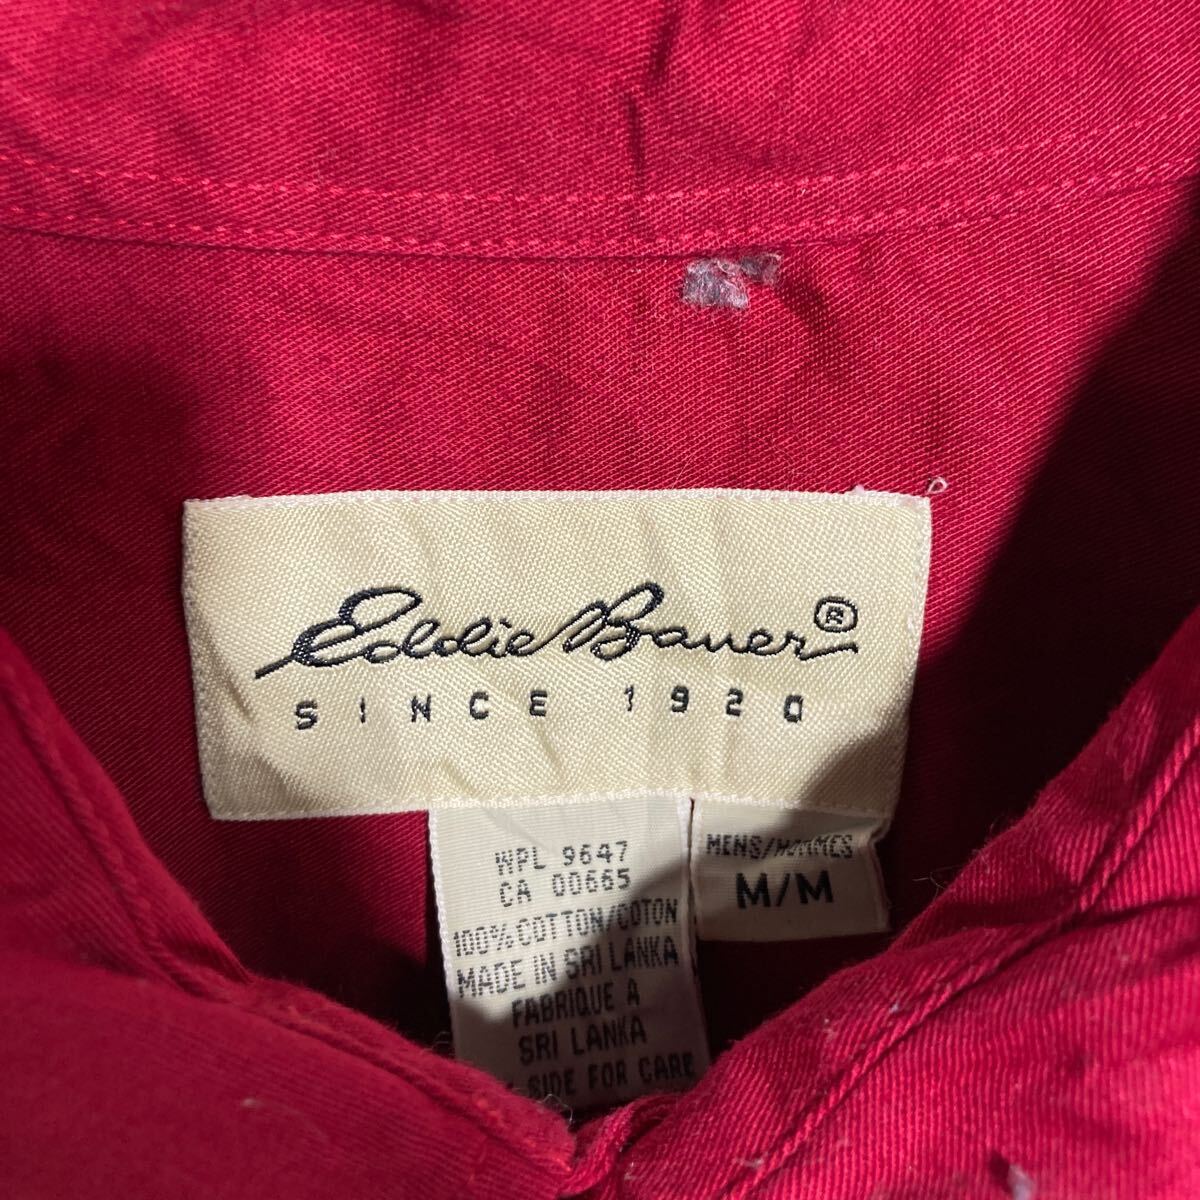 Eddie Bauer®
SINCE 1920
WPL 9647
CA 00665
100% COTTON/COTON
MADE IN SRI LANKA
FABRIQUE A
SRI LANKA
SIDE FOR CARE
MENS/HOMMES
M/M